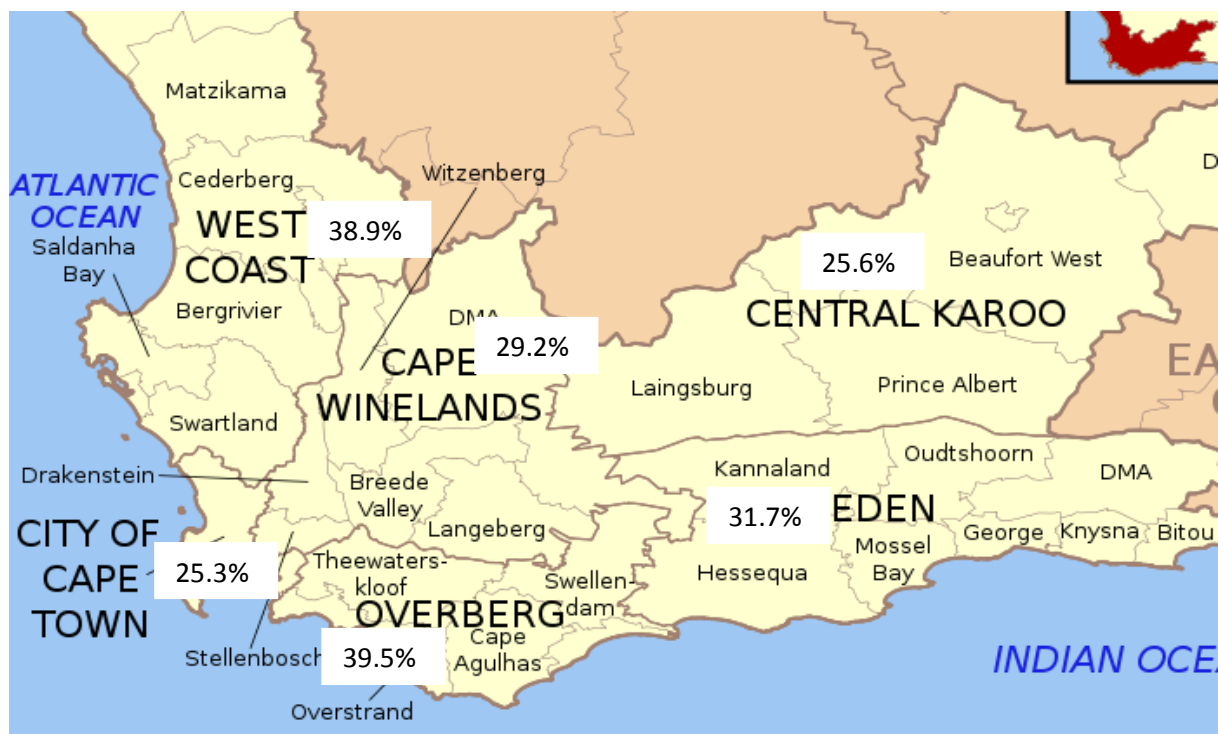 Matzikama
Cederberg
Witzenberg
ATLANTIC
OCEAN
WEST
COAST
38.9%
Saldanha
Bay
Bergrivier
25.6%
Beaufort West
CENTRAL KAROO
D
DMA
29.2%
CAPE
WINELANDS
EA
Laingsburg
Prince Albert
Swartland
Drakenstein
Breede
Valley
Langeberg
Kannaland
Oudtshoorn
DMA
31.7%
EDEN
George
Knysna
Bitou
Mossel
Bay
Hessequa
CITY OF
CAPE
TOWN
25.3%
Theewaters-
kloof
Swellen-
dam
OVERBERG
Cape
Agulhas
Stellenbosch
39.5%
Overstrand
INDIAN OCE